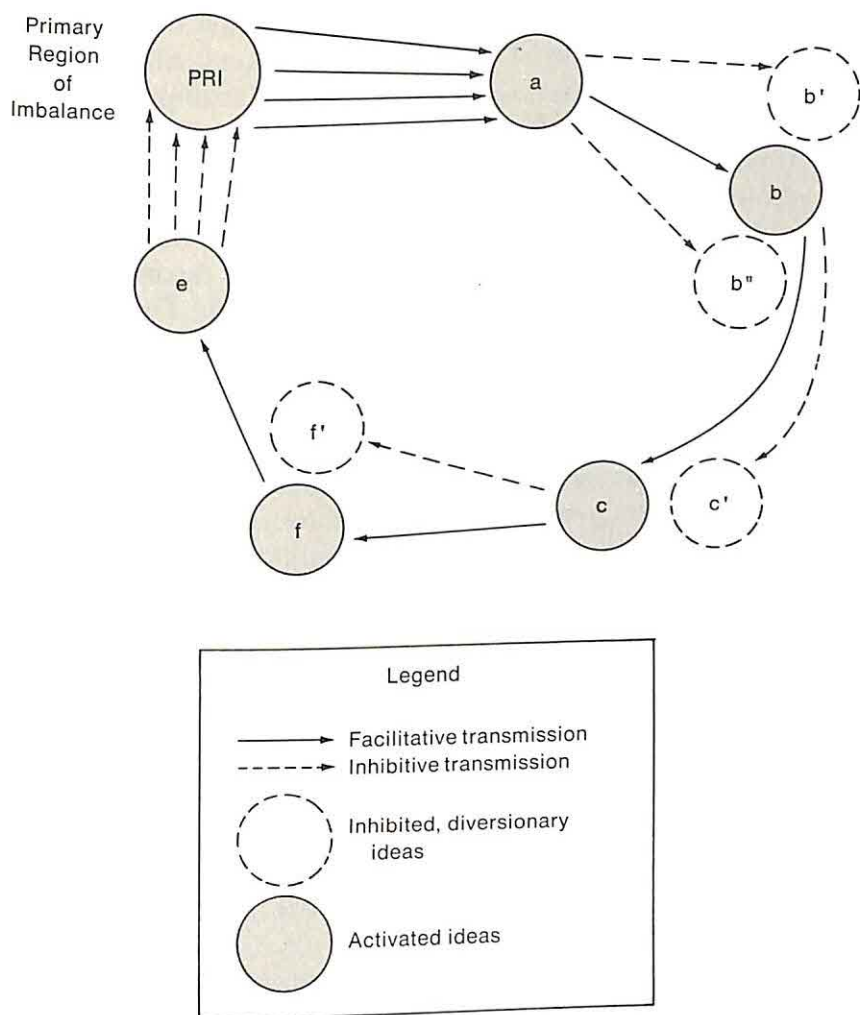 Primary
Region
of
Imbalance
PRI
a
b'
b
b"
e
f'
f
c
c'
Legend
Facilitative transmission
Inhibitive transmission
Inhibited, diversionary
ideas
Activated ideas